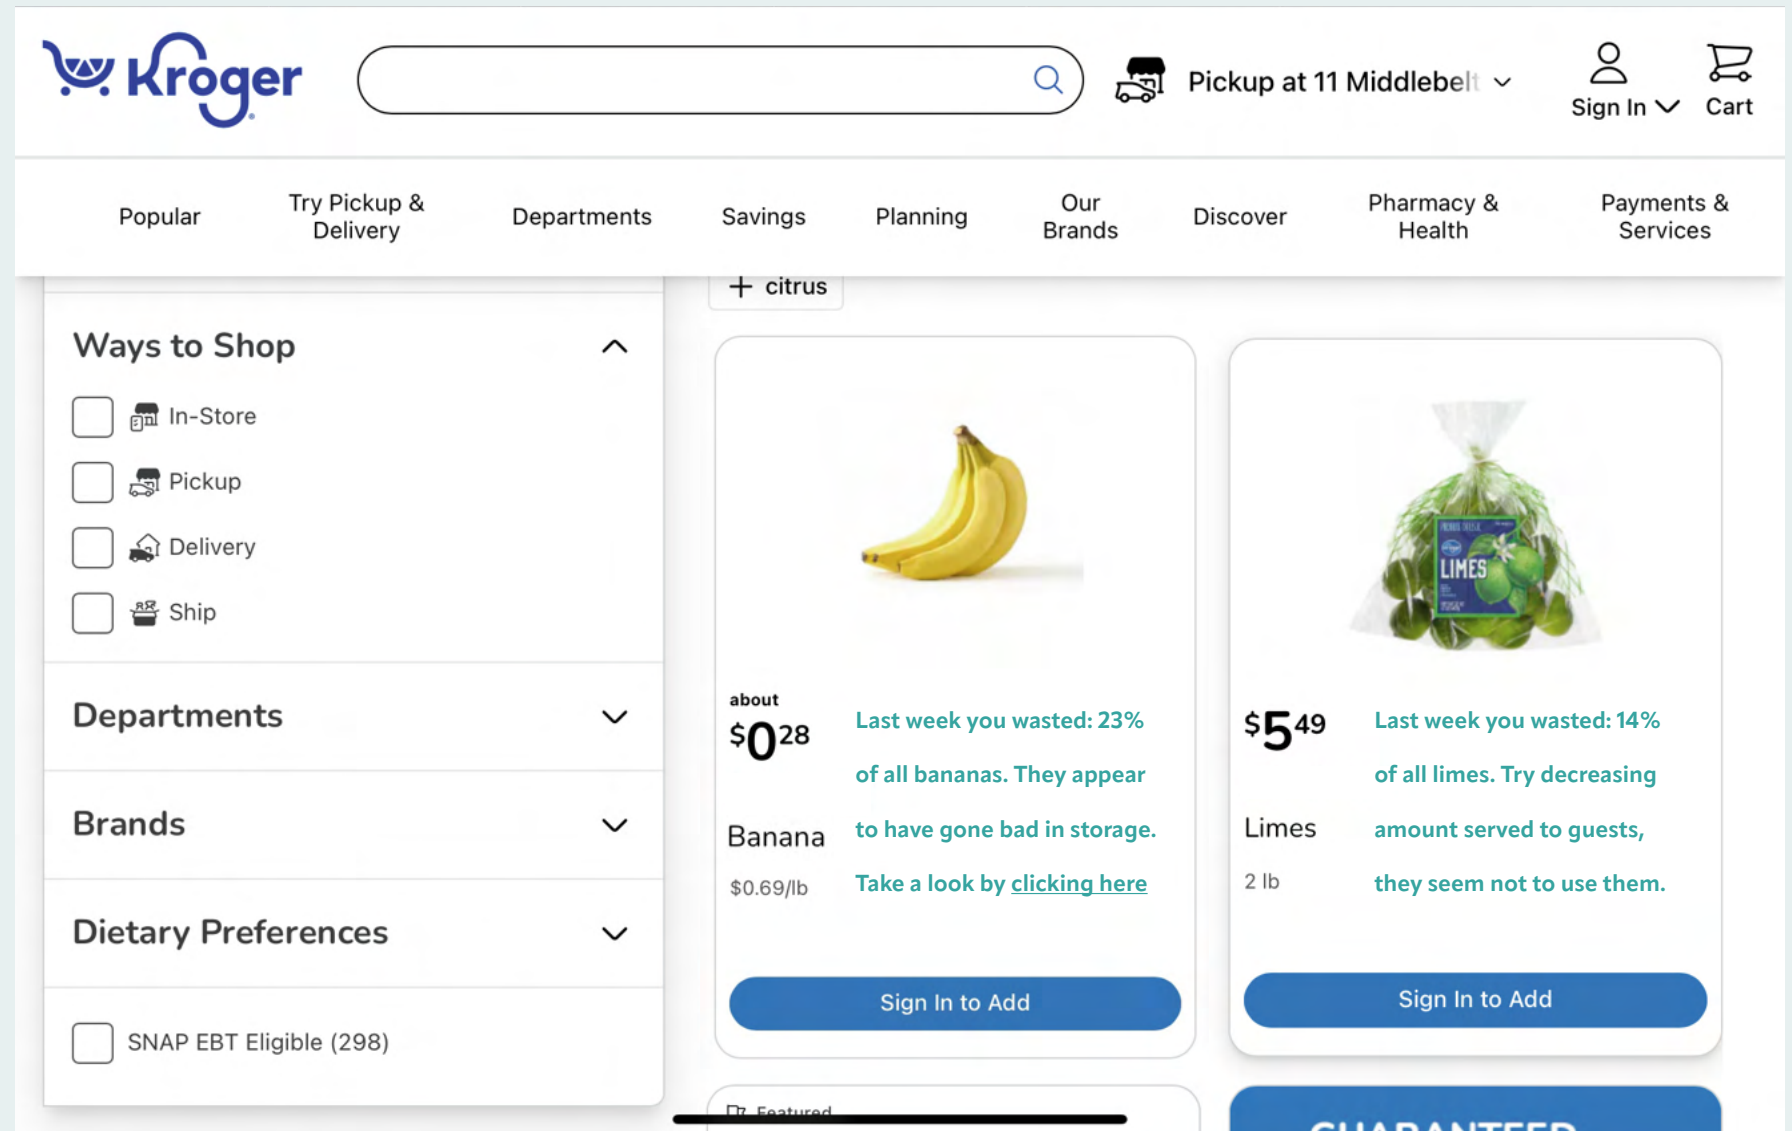 Kroger
Pickup at 11 Middlebelt
Sign In
Cart
Popular
Try Pickup &
Delivery
Departments
Savings
Planning
Our
Brands
Discover
Pharmacy &
Health
Payments &
Services
+ citrus
Ways to Shop
In-Store
Pickup
Delivery
Ship
Departments
Brands
Dietary Preferences
SNAP EBT Eligible (298)
about
$0.28
Last week you wasted: 23%
of all bananas. They appear
to have gone bad in storage.
Take a look by clicking here
Banana
$0.69/lb
Sign In to Add
LIMES
$5.49
Last week you wasted: 14%
of all limes. Try decreasing
amount served to guests,
they seem not to use them.
Limes
2 lb
Sign In to Add
Featured
GUARANTEED